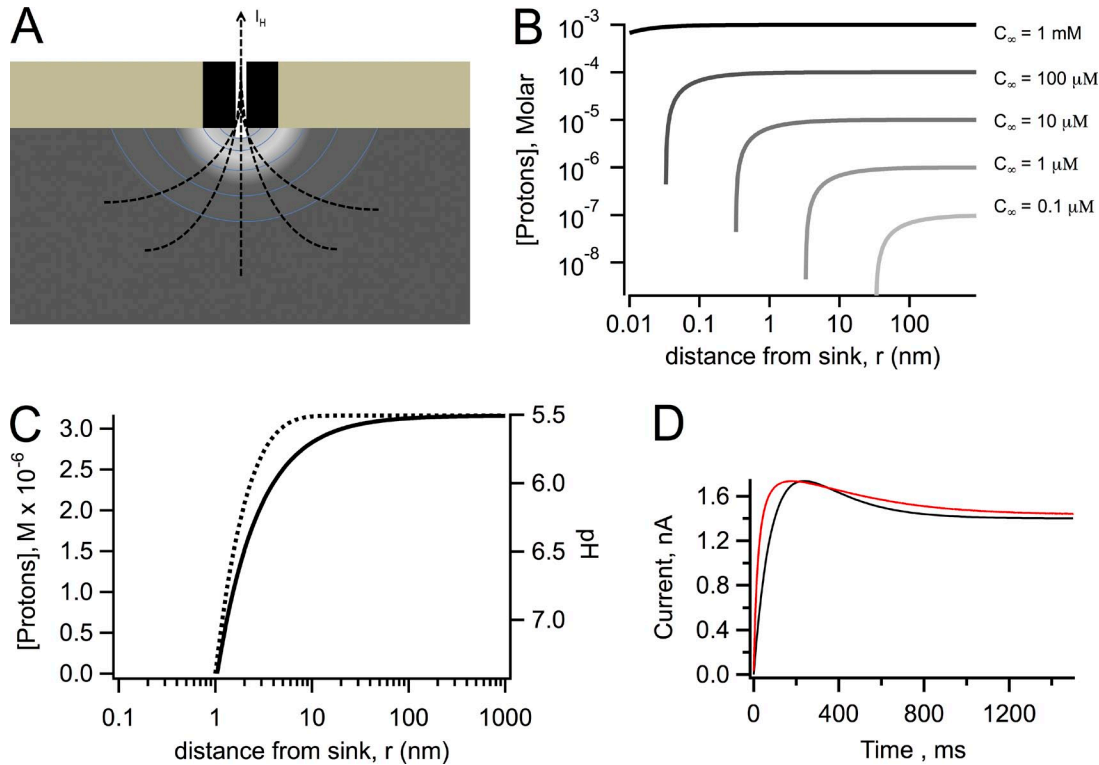 A
I_H
B
[Protons], Molar
10⁻³
10⁻⁴
10⁻⁵
10⁻⁶
10⁻⁷
10⁻⁸
C∞ = 1 mM
C∞ = 100 μM
C∞ = 10 μM
C∞ = 1 μM
C∞ = 0.1 μM
0.01 0.1 1 10 100
distance from sink, r (nm)
C
[Protons], M x 10⁻⁶
3.0
2.5
2.0
1.5
1.0
0.5
0.0
5.5
6.0
6.5
7.0
pH
0.1 1 10 100 1000
distance from sink, r (nm)
D
Current, nA
1.6
1.2
0.8
0.4
0.0
0 400 800 1200
Time , ms